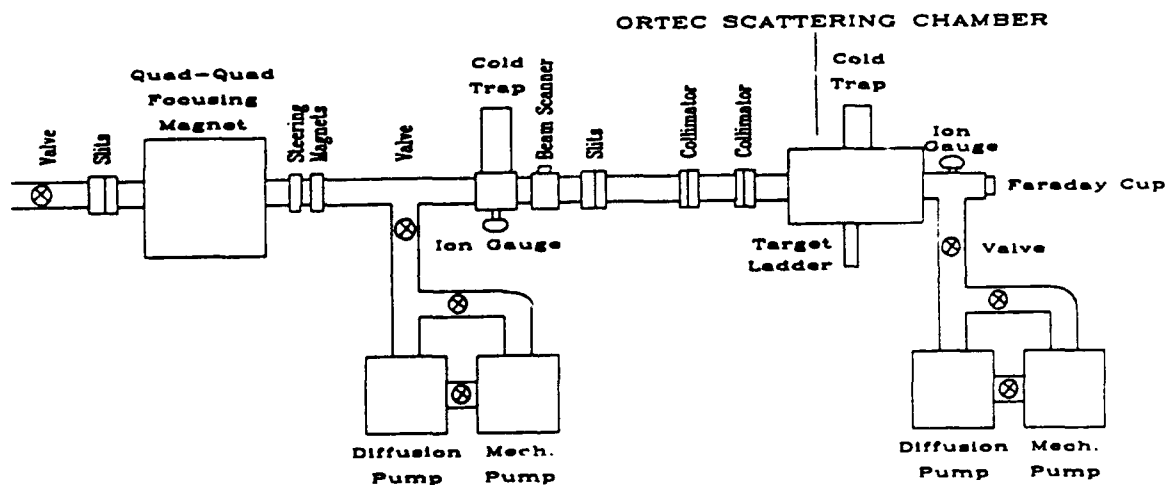 ORTEC SCATTERING CHAMBER
Quad-Quad
Focusing
Magnet
Cold
Trap
Cold
Trap
Ion
Gauge
Valve
Slits
Steering
Magnets
Valve
Beam Scanner
Slits
Collimator
Collimator
Faraday Cup
Ion Gauge
Target
Ladder
Valve
Diffusion
Pump
Mech.
Pump
Diffusion
Pump
Mech.
Pump